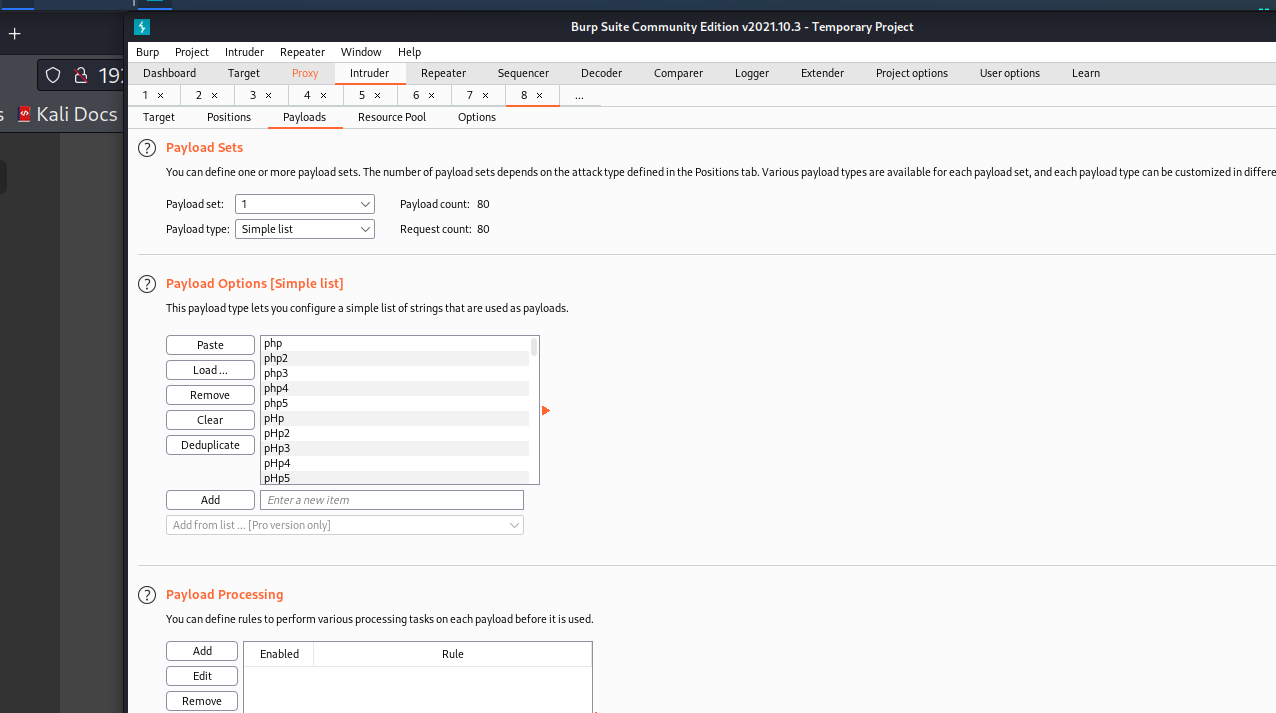 Burp Suite Community Edition v2021.10.3 - Temporary Project
Burp Project Intruder Repeater Window Help
Dashboard Target Proxy Intruder Repeater Sequencer Decoder Comparer Logger Extender Project options User options Learn
1 × 2 × 3 × 4 × 5 × 6 × 7 × 8 × ...
Target Positions Payloads Resource Pool Options
+
192
s Kali Docs
? Payload Sets
You can define one or more payload sets. The number of payload sets depends on the attack type defined in the Positions tab. Various payload types are available for each payload set, and each payload type can be customized in differe
Payload set: 1 Payload count: 80
Payload type: Simple list Request count: 80
? Payload Options [Simple list]
This payload type lets you configure a simple list of strings that are used as payloads.
Paste
Load ...
Remove
Clear
Deduplicate
php
php2
php3
php4
php5
pHp
pHp2
pHp3
pHp4
pHp5
Add Enter a new item
Add from list ... [Pro version only]
? Payload Processing
You can define rules to perform various processing tasks on each payload before it is used.
Add
Edit
Remove
Enabled Rule